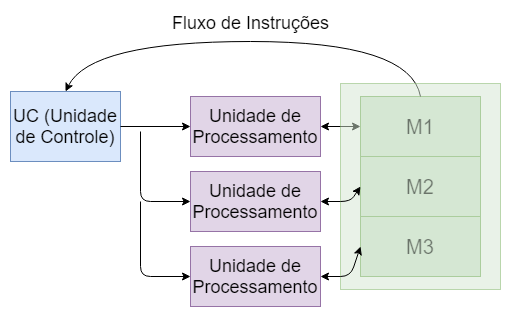 Fluxo de Instruções
UC (Unidade
de Controle)
Unidade de
Processamento
M1
Unidade de
Processamento
M2
Unidade de
Processamento
M3